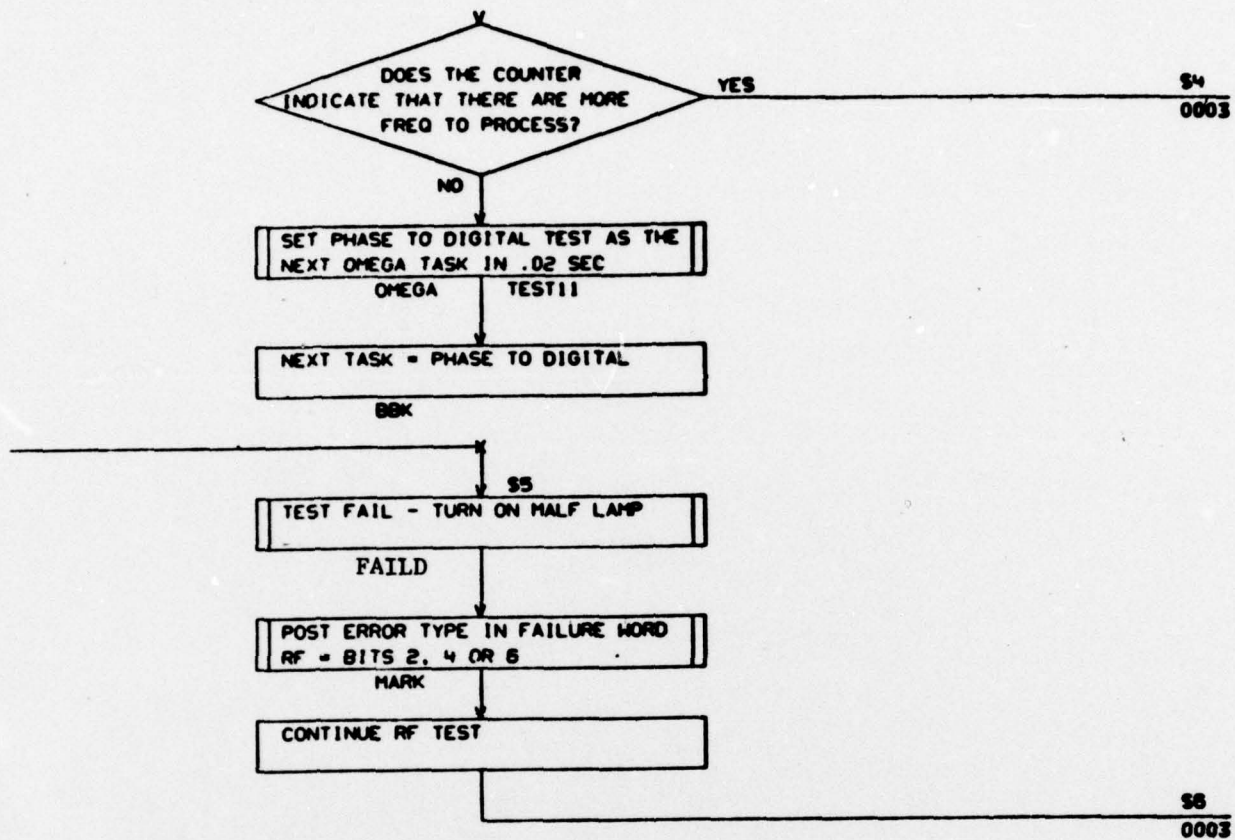 DOES THE COUNTER
INDICATE THAT THERE ARE MORE
FREQ TO PROCESS?
YES
S4
0003
NO
SET PHASE TO DIGITAL TEST AS THE
NEXT OMEGA TASK IN .02 SEC
OMEGA TEST11
NEXT TASK = PHASE TO DIGITAL
BBK
S5
TEST FAIL - TURN ON MALF LAMP
FAILD
POST ERROR TYPE IN FAILURE WORD
RF = BITS 2, 4 OR 6
MARK
CONTINUE RF TEST
S6
0003